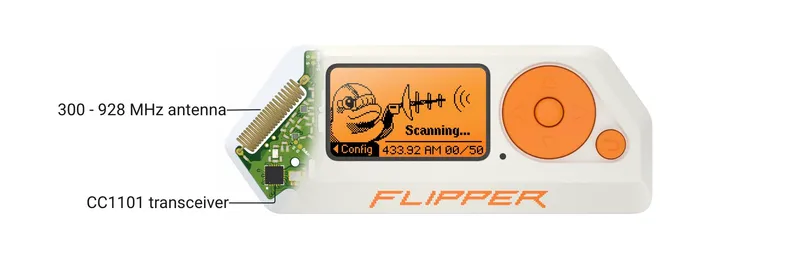 300 - 928 MHz antenna
CC1101 transceiver
Scanning...
Config 433.92 AM 00/50
FLIPPER